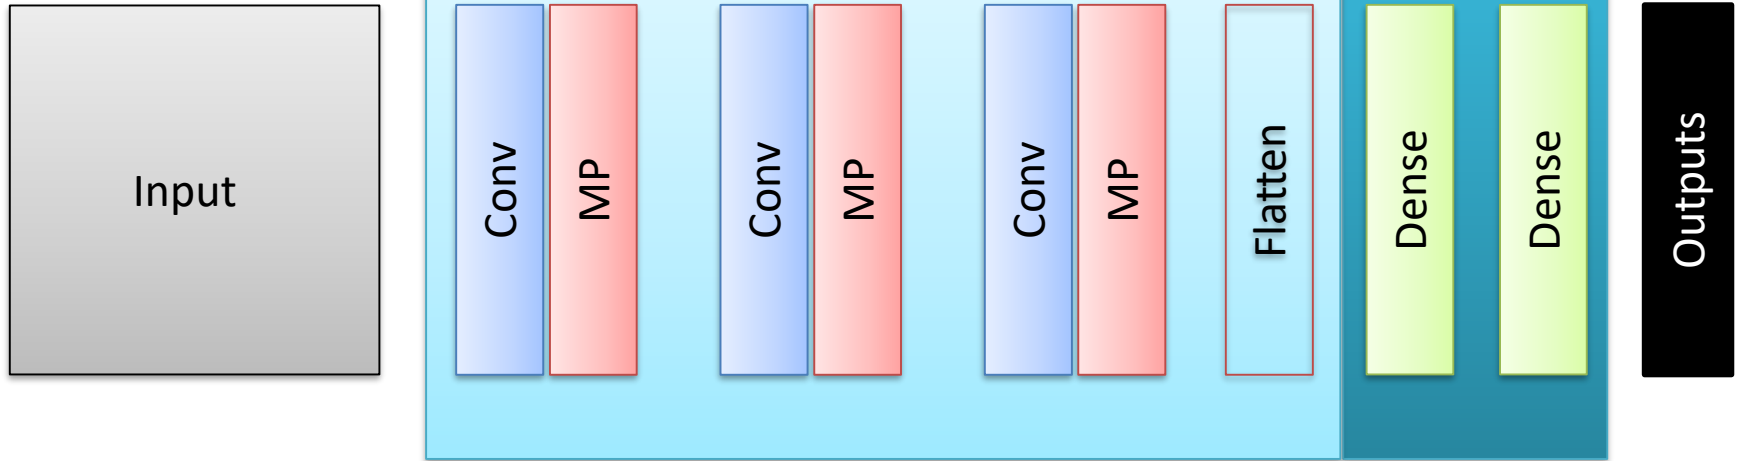 Input
Conv
MP
Conv
MP
Conv
MP
Flatten
Dense
Dense
Outputs